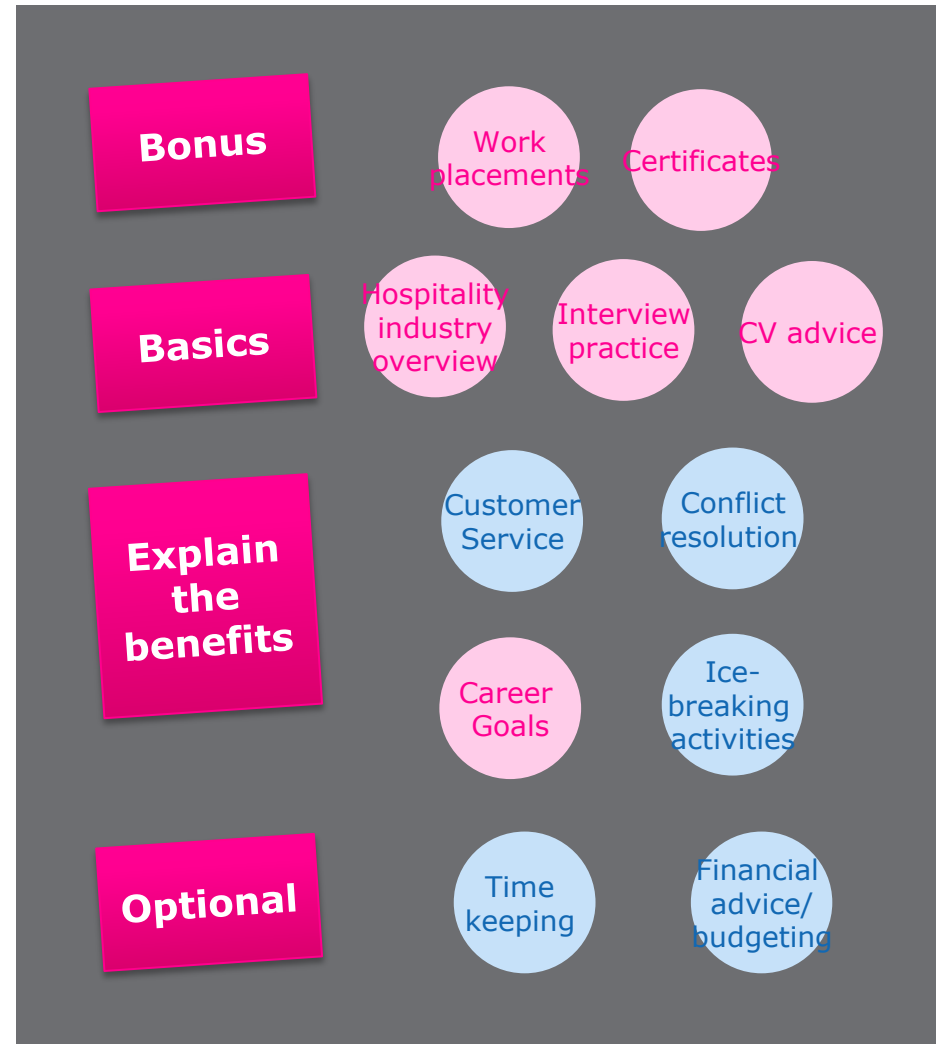 Bonus
Work
placements
Certificates
Basics
Hospitality
industry
overview
Interview
practice
CV advice
Explain
the
benefits
Customer
Service
Conflict
resolution
Career
Goals
Ice-
breaking
activities
Optional
Time
keeping
Financial
advice/
budgeting